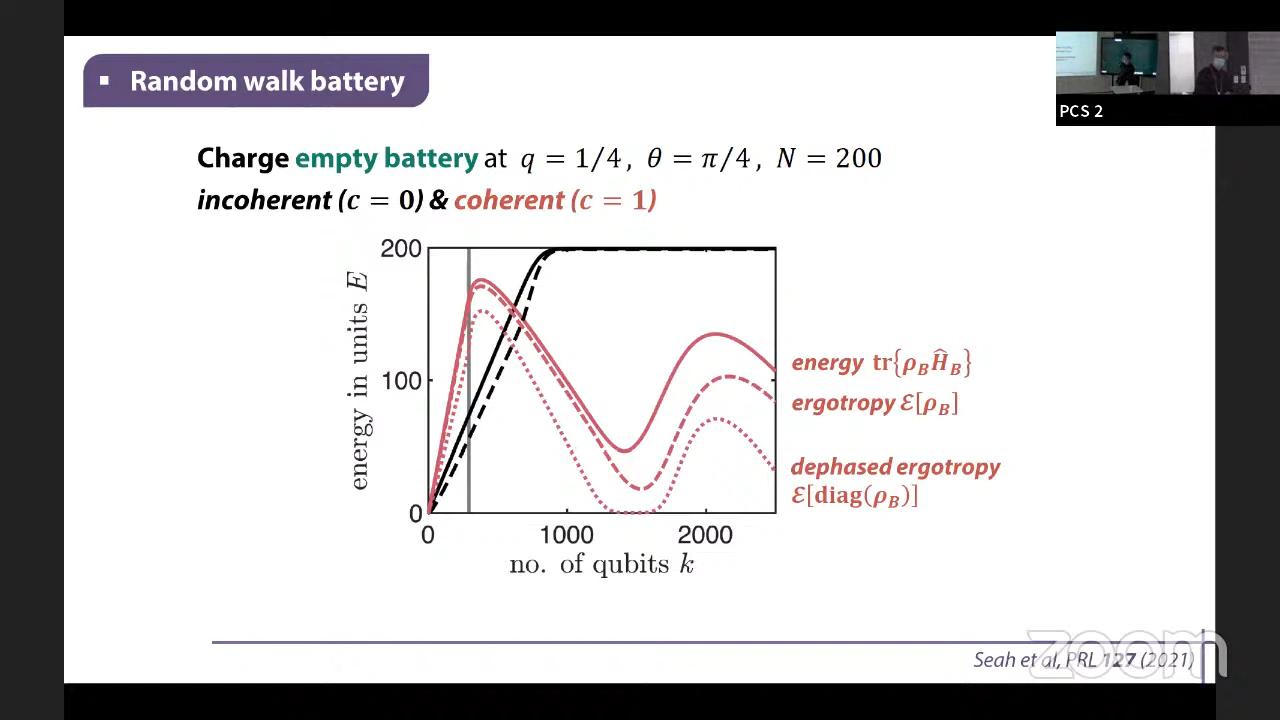 ▪ Random walk battery
PCS 2
Charge empty battery at q = 1/4, θ = π/4, N = 200
incoherent (c = 0) & coherent (c = 1)
200
100
0
energy in units E
0
1000
2000
no. of qubits k
energy tr{ρ_B Ĥ_B}
ergotropy ℰ[ρ_B]
dephased ergotropy
ℰ[diag(ρ_B)]
zoom
Seah et al, PRL 127 (2021)